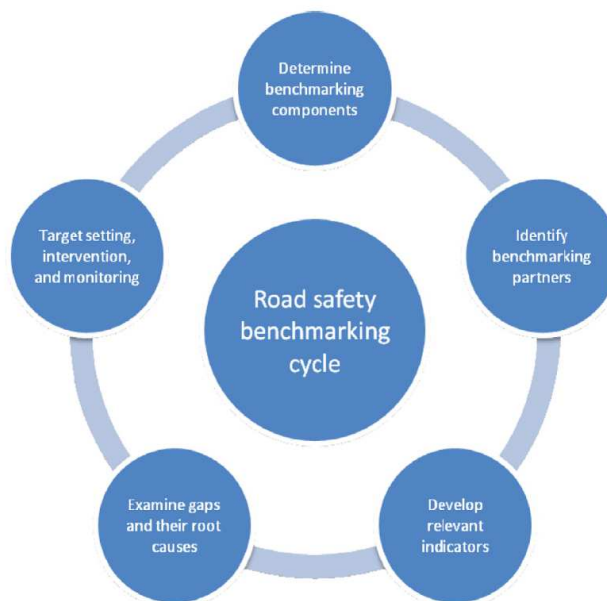 Determine
benchmarking
components
Identify
benchmarking
partners
Develop
relevant
indicators
Examine gaps
and their root
causes
Target setting,
intervention,
and monitoring
Road safety
benchmarking
cycle